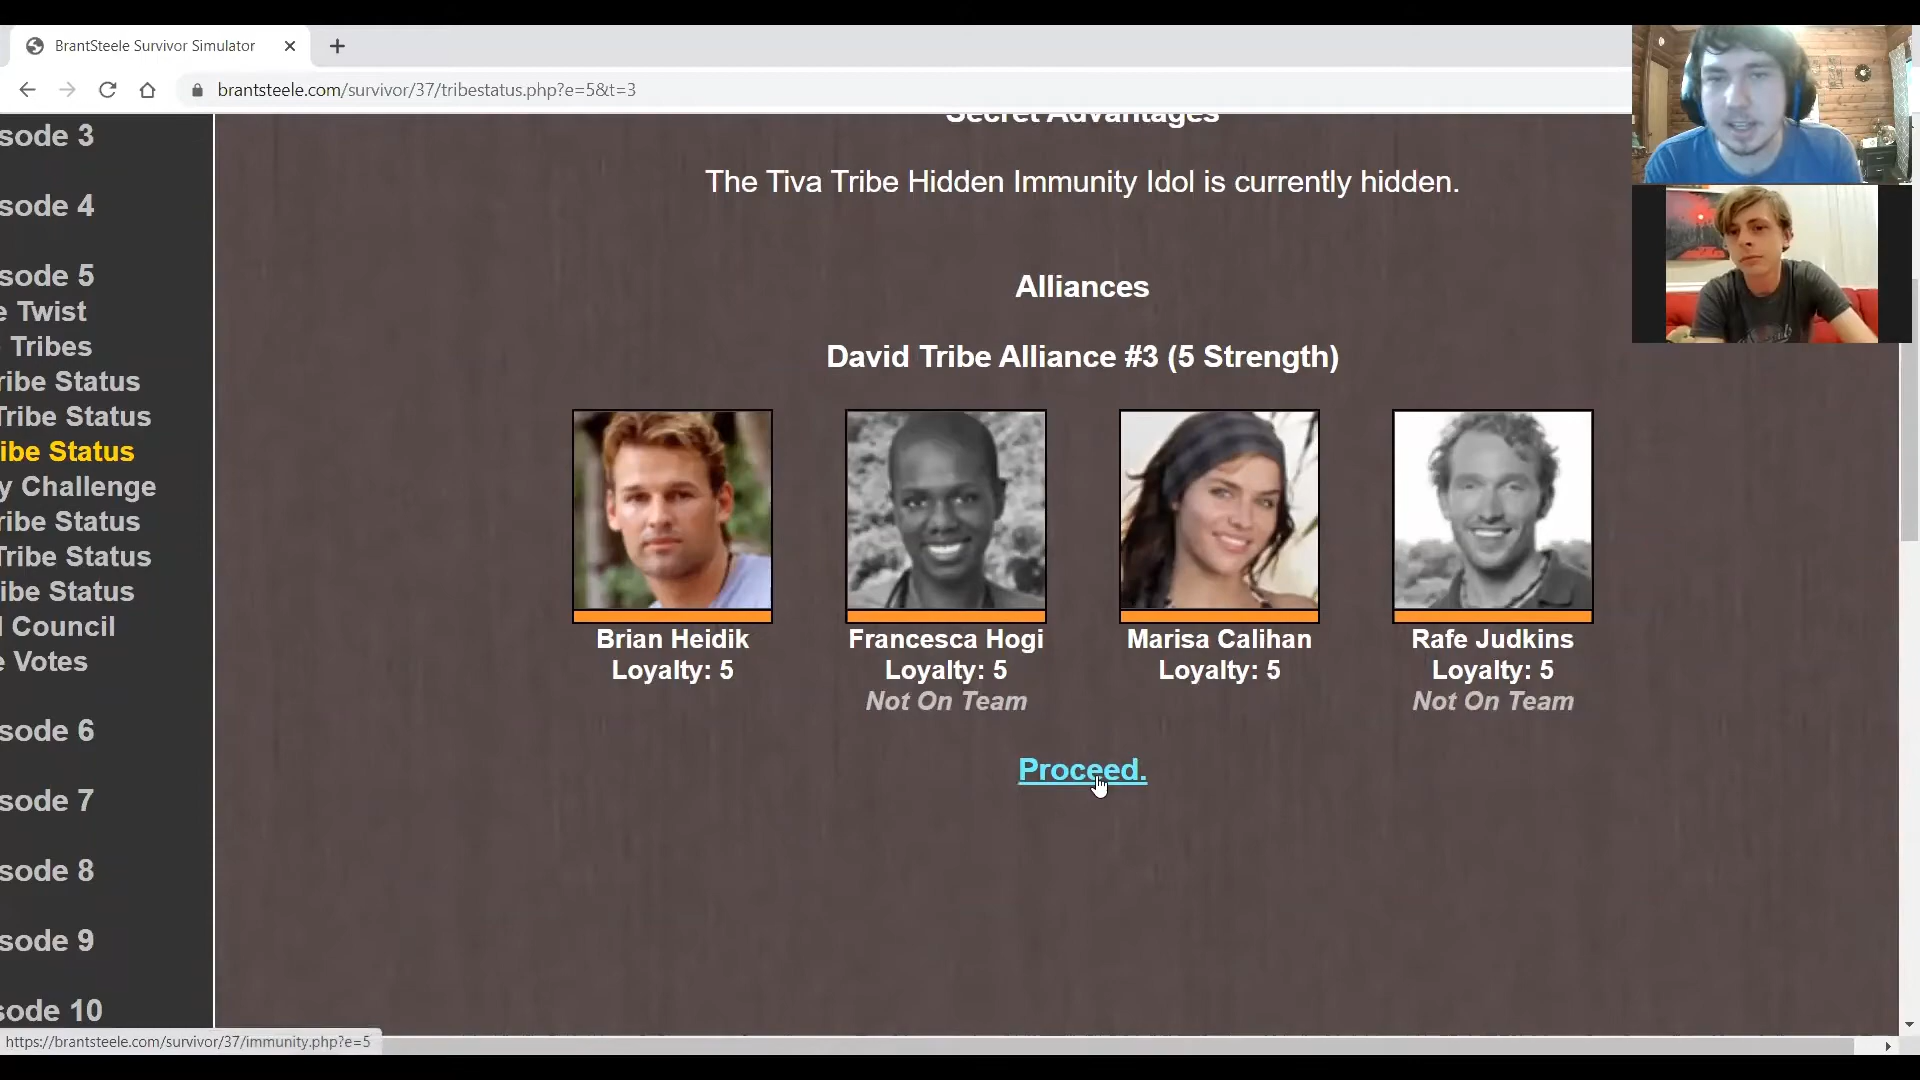 BrantSteele Survivor Simulator
brantsteele.com/survivor/37/tribestatus.php?e=5&t=3
sode 3
sode 4
sode 5
e Twist
Tribes
ribe Status
Tribe Status
ibe Status
y Challenge
ribe Status
Tribe Status
ibe Status
l Council
e Votes
sode 6
sode 7
sode 8
sode 9
sode 10
Secret Advantages
The Tiva Tribe Hidden Immunity Idol is currently hidden.
Alliances
David Tribe Alliance #3 (5 Strength)
Brian Heidik
Loyalty: 5
Francesca Hogi
Loyalty: 5
Not On Team
Marisa Calihan
Loyalty: 5
Rafe Judkins
Loyalty: 5
Not On Team
Proceed.
https://brantsteele.com/survivor/37/immunity.php?e=5